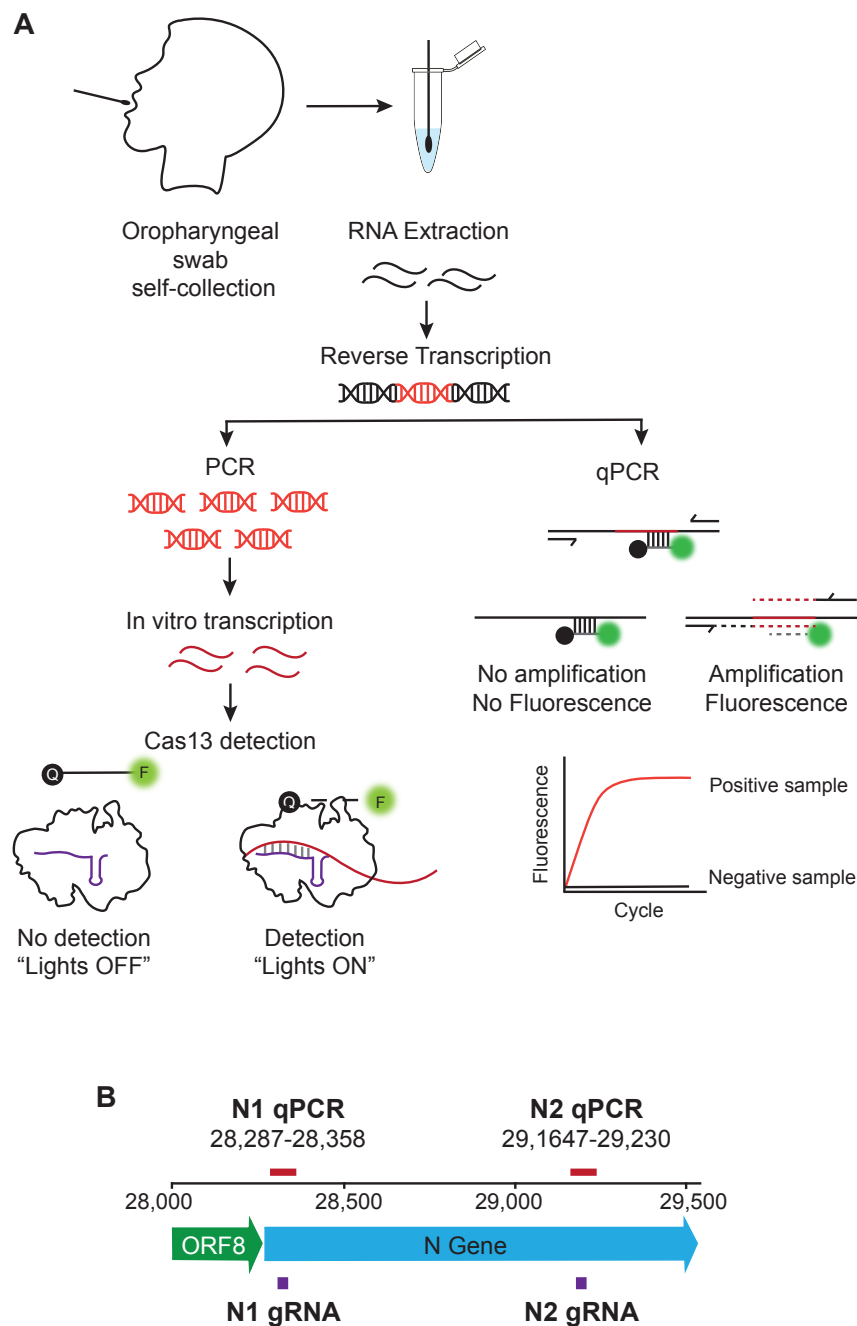 A
Oropharyngeal
swab
self-collection
RNA Extraction
Reverse Transcription
PCR
qPCR
In vitro transcription
No amplification
No Fluorescence
Amplification
Fluorescence
Cas13 detection
Q
F
Q
F
No detection
“Lights OFF”
Detection
“Lights ON”
Fluorescence
Positive sample
Negative sample
Cycle
B
N1 qPCR
28,287-28,358
N2 qPCR
29,1647-29,230
28,000
28,500
29,000
29,500
ORF8
N Gene
N1 gRNA
N2 gRNA